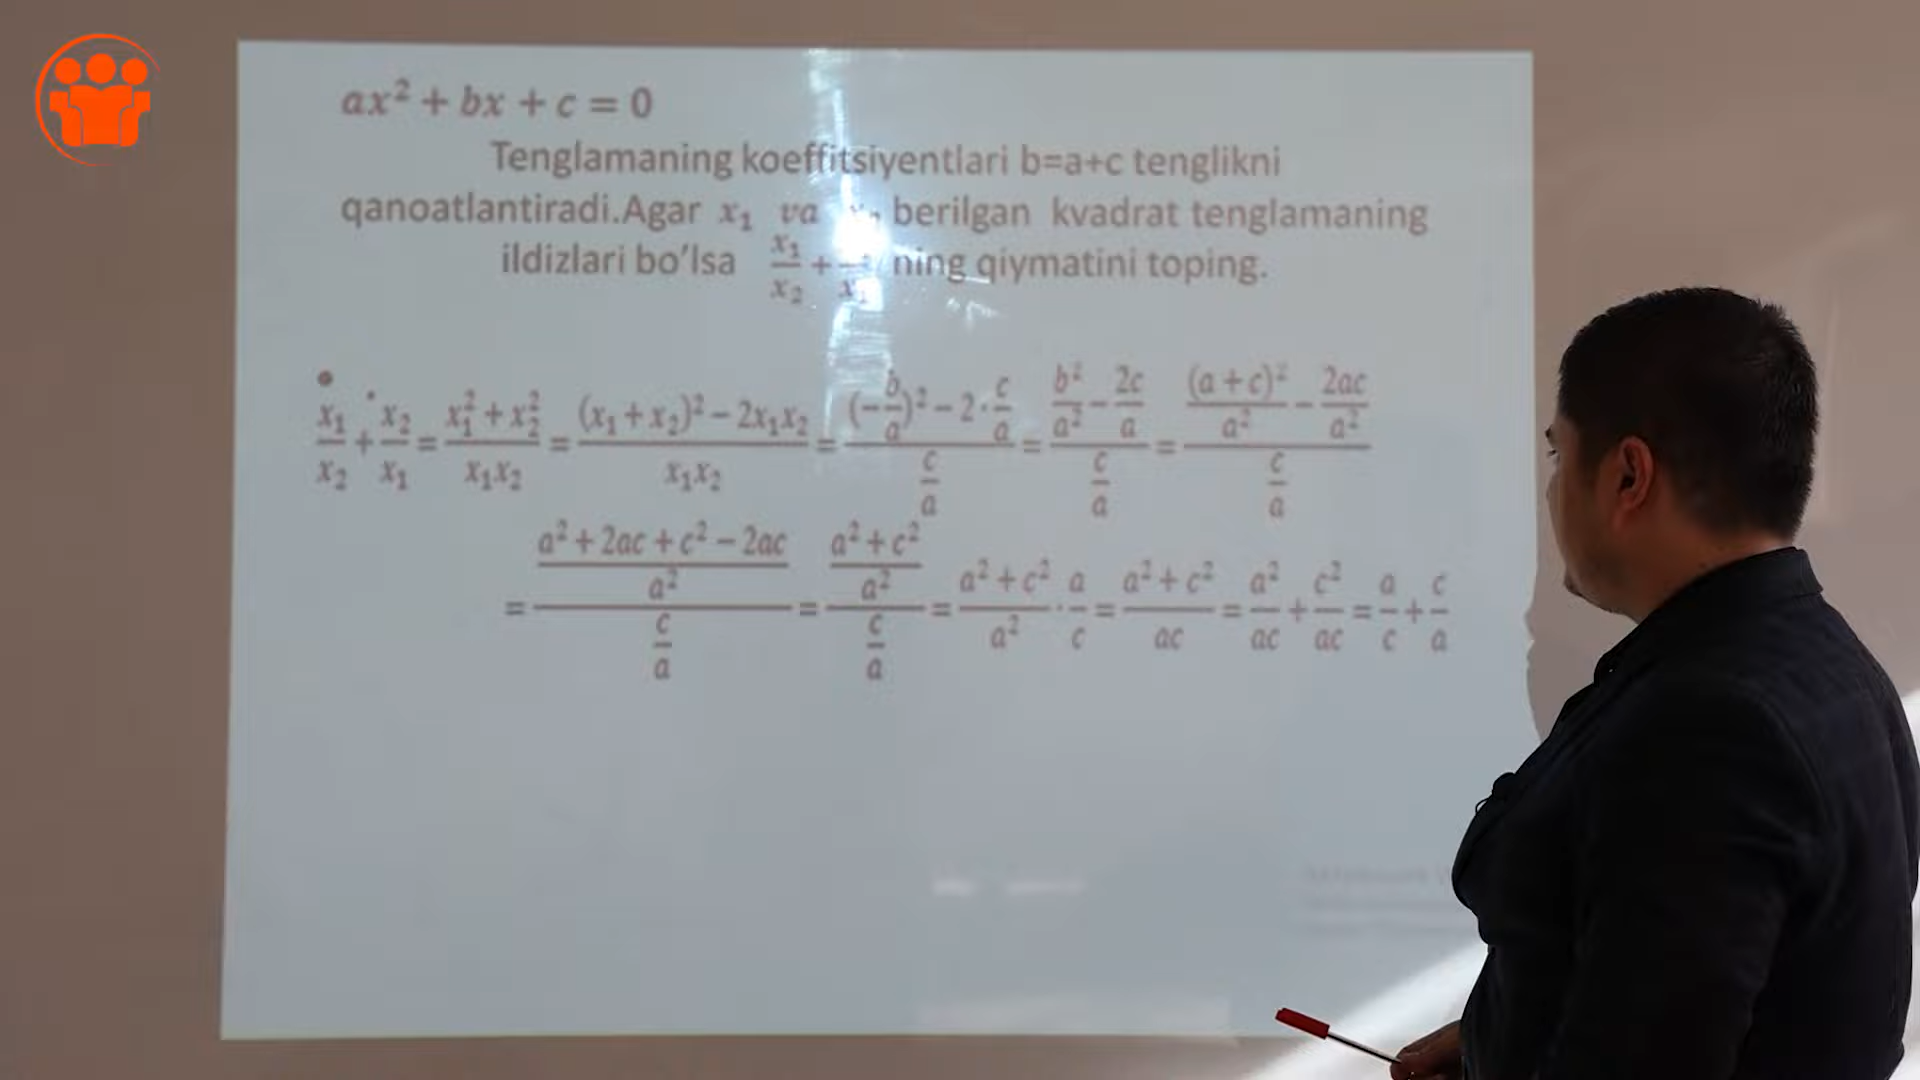 ax² + bx + c = 0
Tenglamaning koeffitsiyentlari b=a+c tenglikni
qanoatlantiradi.Agar x₁ va berilgan kvadrat tenglamaning
ildizlari bo'lsa x₁/x₂ + /x₁ ning qiymatini toping.
x₁/x₂ + x₂/x₁ = (x₁² + x₂²)/(x₁x₂) = ((x₁ + x₂)² − 2x₁x₂)/(x₁x₂) = ((−b/a)² − 2·c/a)/(c/a) = (b²/a² − 2c/a)/(c/a) = ((a + c)²/a² − 2ac/a²)/(c/a)
= ((a² + 2ac + c² − 2ac)/a²)/(c/a) = ((a² + c²)/a²)/(c/a) = (a² + c²)/a² · a/c = (a² + c²)/ac = a²/ac + c²/ac = a/c + c/a